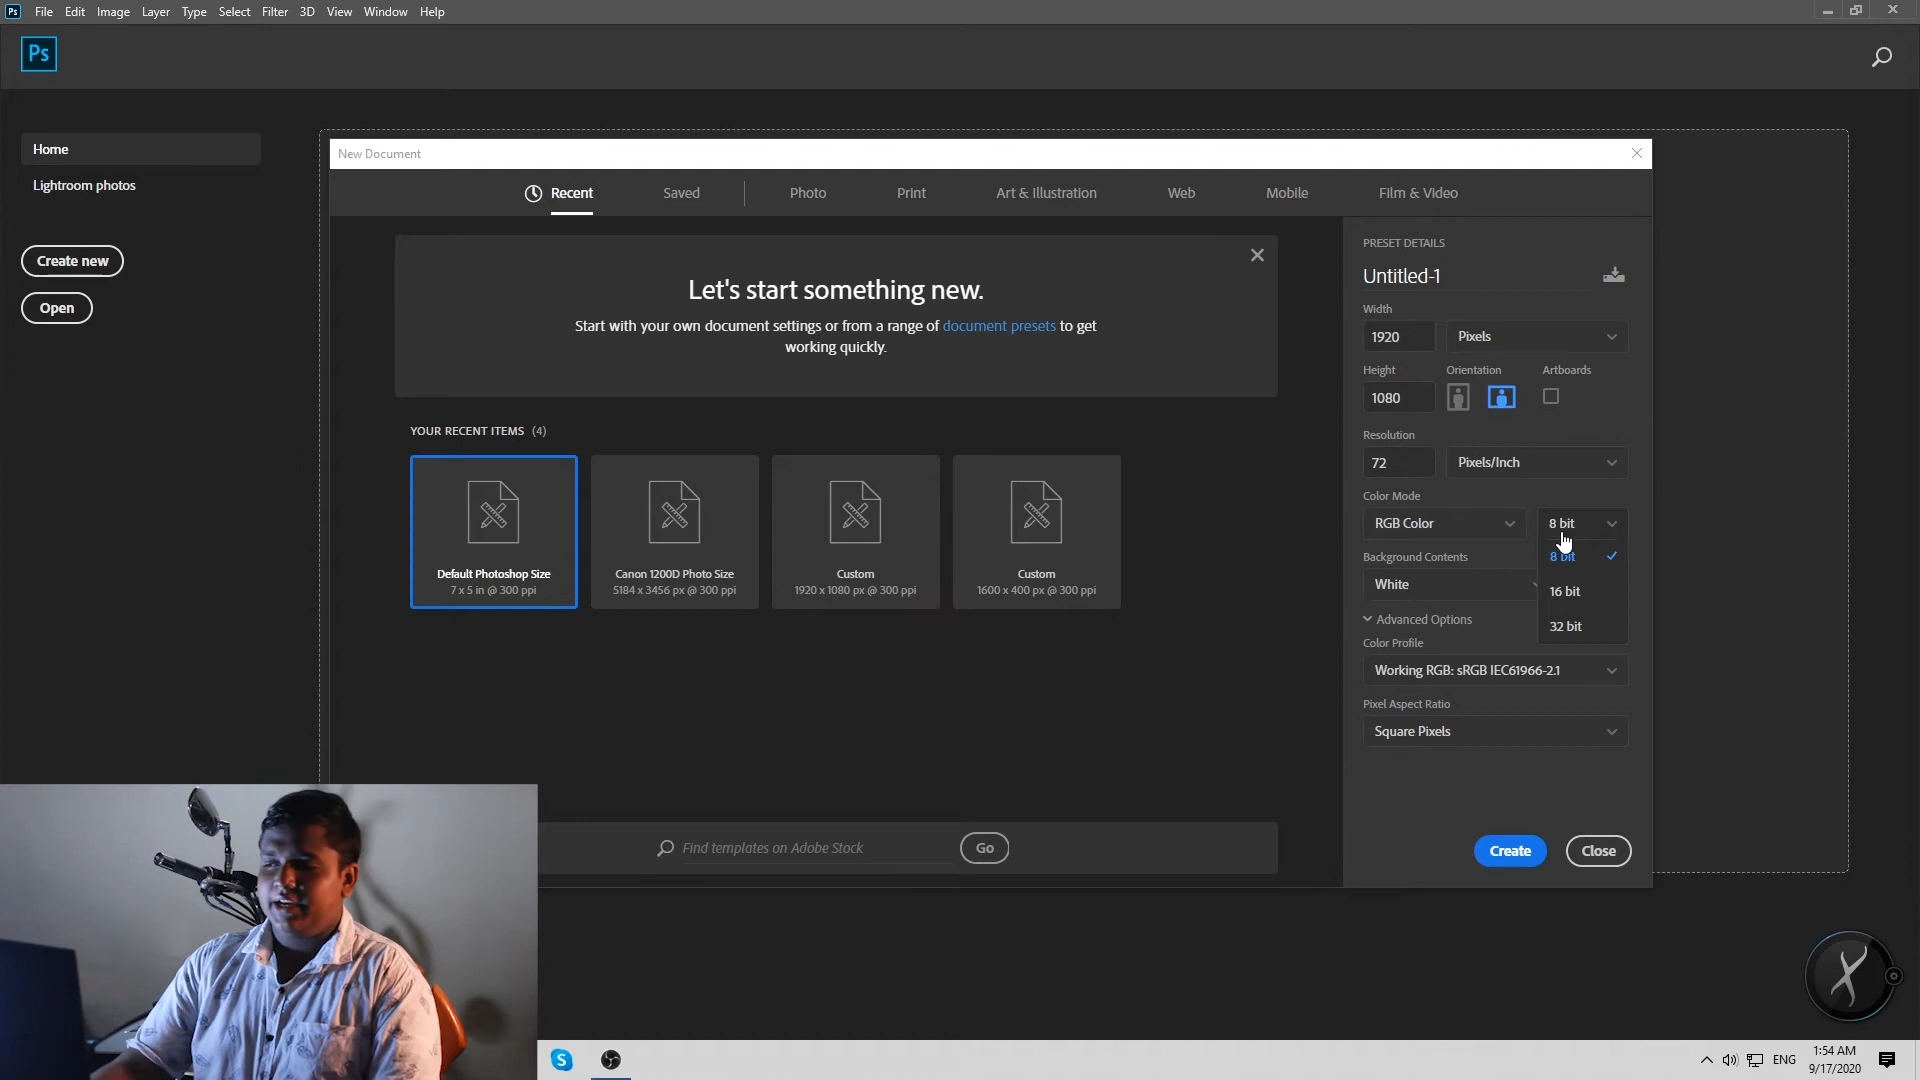 Ps File Edit Image Layer Type Select Filter 3D View Window Help
Ps
Home
Lightroom photos
Create new
Open
New Document
Recent Saved Photo Print Art & Illustration Web Mobile Film & Video
Let's start something new.
Start with your own document settings or from a range of document presets to get
working quickly.
YOUR RECENT ITEMS (4)
Default Photoshop Size
7 x 5 in @ 300 ppi
Canon 1200D Photo Size
5184 x 3456 px @ 300 ppi
Custom
1920 x 1080 px @ 300 ppi
Custom
1600 x 400 px @ 300 ppi
Find templates on Adobe Stock
Go
PRESET DETAILS
Untitled-1
Width
1920 Pixels
Height Orientation Artboards
1080
Resolution
72 Pixels/Inch
Color Mode
RGB Color 8 bit
8 bit
16 bit
32 bit
Background Contents
White
Advanced Options
Color Profile
Working RGB: sRGB IEC61966-2.1
Pixel Aspect Ratio
Square Pixels
Create Close
S
ENG
1:54 AM
9/17/2020